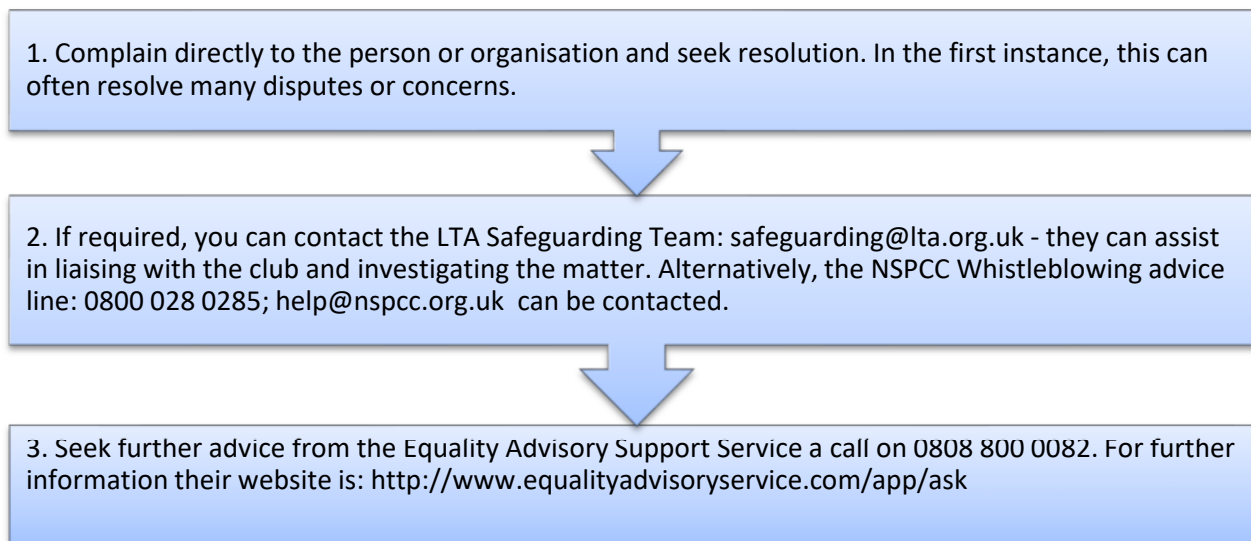 1. Complain directly to the person or organisation and seek resolution. In the first instance, this can
often resolve many disputes or concerns.
2. If required, you can contact the LTA Safeguarding Team: safeguarding@lta.org.uk - they can assist
in liaising with the club and investigating the matter. Alternatively, the NSPCC Whistleblowing advice
line: 0800 028 0285; help@nspcc.org.uk can be contacted.
3. Seek further advice from the Equality Advisory Support Service a call on 0808 800 0082. For further
information their website is: http://www.equalityadvisoryservice.com/app/ask